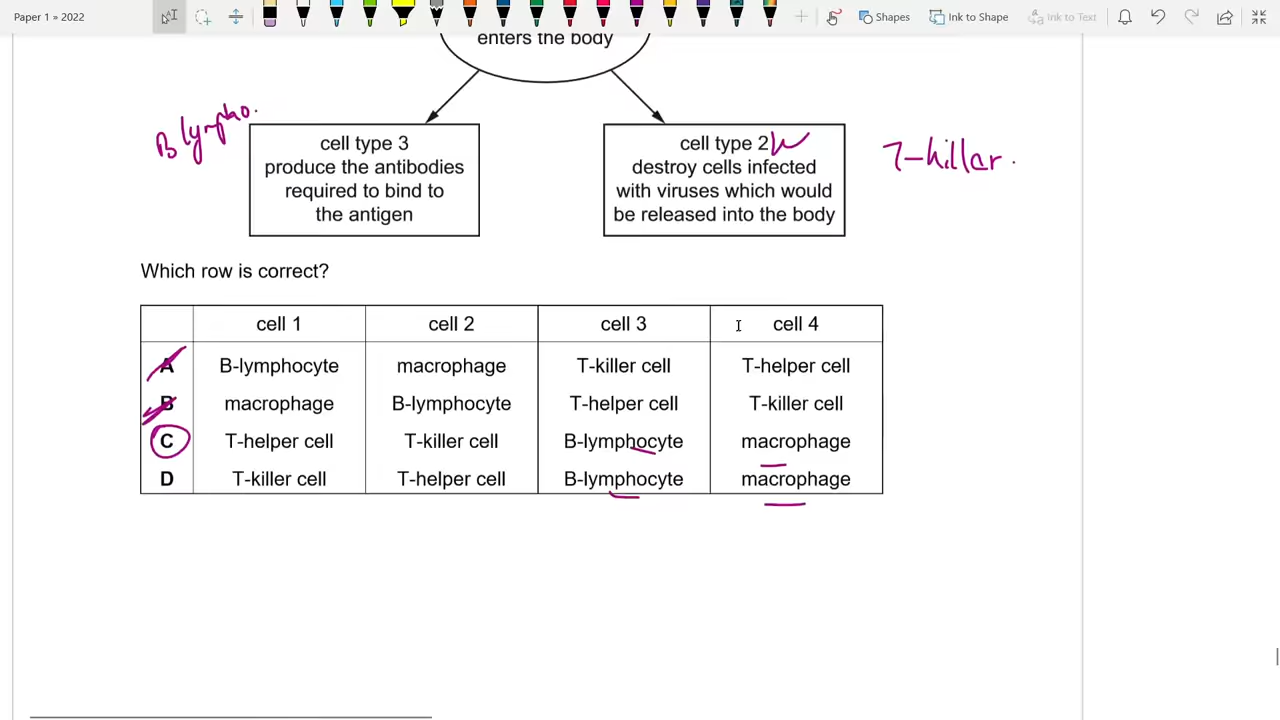 Paper 1 » 2022
Shapes
Ink to Shape
Ink to Text
enters the body
B lympho.
cell type 3
produce the antibodies
required to bind to
the antigen
cell type 2
destroy cells infected
with viruses which would
be released into the body
T-killer.
Which row is correct?
cell 1 cell 2 cell 3 cell 4
A B-lymphocyte macrophage T-killer cell T-helper cell
B macrophage B-lymphocyte T-helper cell T-killer cell
C T-helper cell T-killer cell B-lymphocyte macrophage
D T-killer cell T-helper cell B-lymphocyte macrophage